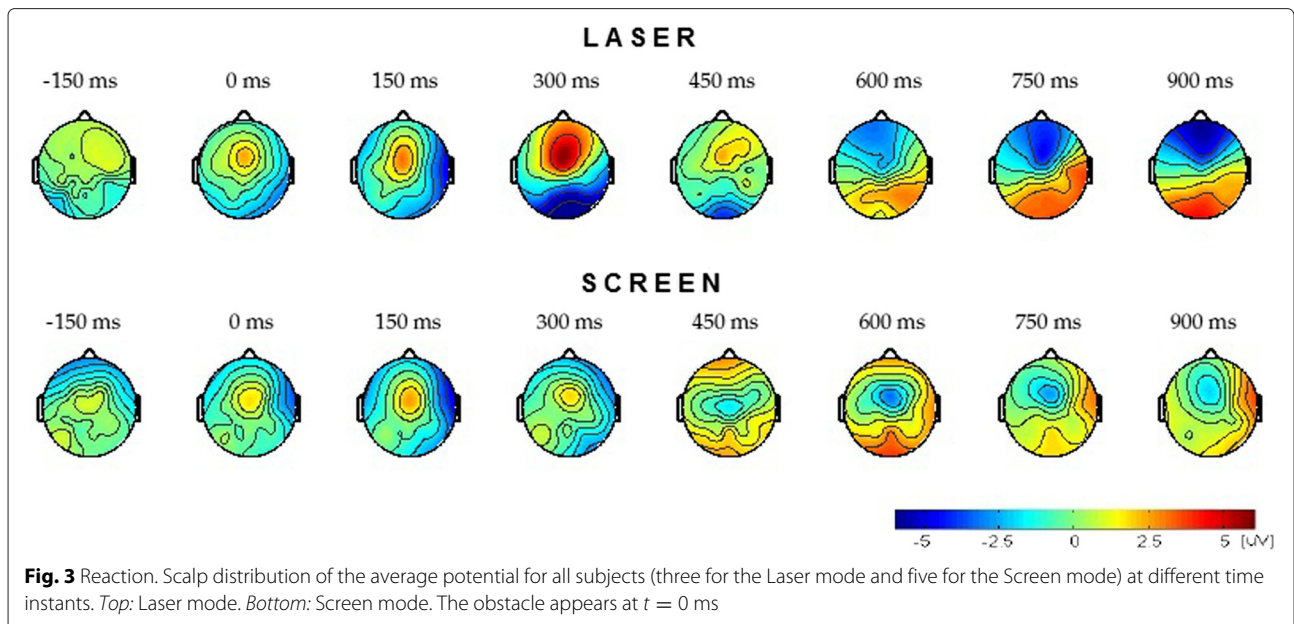 LASER
-150 ms 0 ms 150 ms 300 ms 450 ms 600 ms 750 ms 900 ms
SCREEN
-150 ms 0 ms 150 ms 300 ms 450 ms 600 ms 750 ms 900 ms
-5 -2.5 0 2.5 5 [uV]
Fig. 3 Reaction. Scalp distribution of the average potential for all subjects (three for the Laser mode and five for the Screen mode) at different time
instants. Top: Laser mode. Bottom: Screen mode. The obstacle appears at t = 0 ms